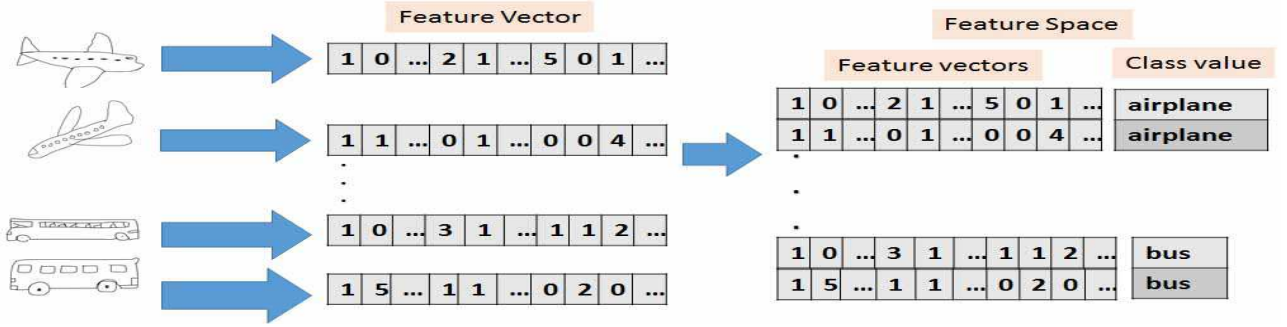 Feature Vector
Feature Space
Feature vectors Class value
1 0 ... 2 1 ... 5 0 1 ...
1 0 ... 2 1 ... 5 0 1 ... airplane
1 1 ... 0 1 ... 0 0 4 ...
1 1 ... 0 1 ... 0 0 4 ... airplane
1 0 ... 3 1 ... 1 1 2 ...
1 0 ... 3 1 ... 1 1 2 ... bus
1 5 ... 1 1 ... 0 2 0 ...
1 5 ... 1 1 ... 0 2 0 ... bus